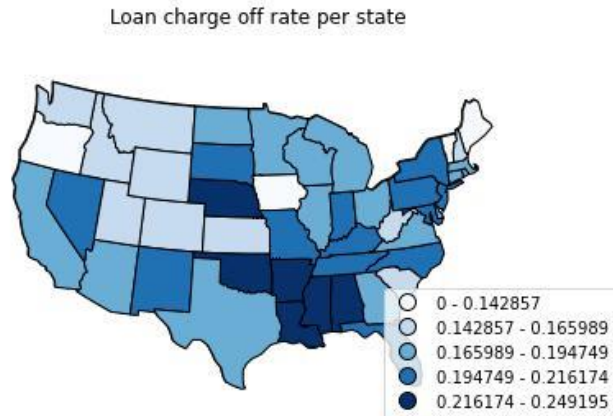 Loan charge off rate per state
0 - 0.142857
0.142857 - 0.165989
0.165989 - 0.194749
0.194749 - 0.216174
0.216174 - 0.249195